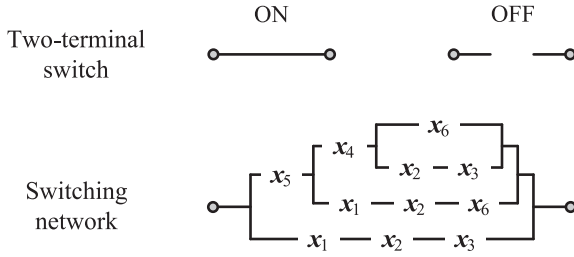 ON OFF
Two-terminal
switch
x₆
x₄
x₂ x₃
x₅
Switching
network
x₁ x₂ x₆
x₁ x₂ x₃